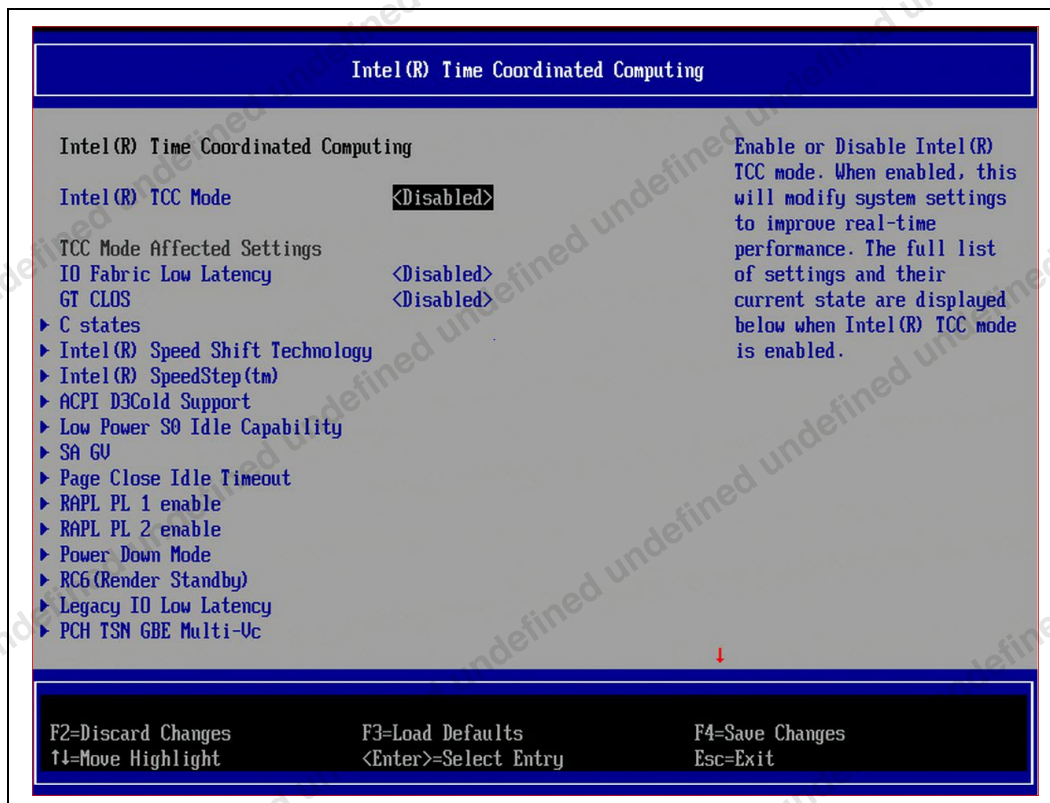 Intel(R) Time Coordinated Computing
Intel(R) Time Coordinated Computing
Intel(R) TCC Mode <Disabled>
TCC Mode Affected Settings
IO Fabric Low Latency <Disabled>
GT CLOS <Disabled>
C states
Intel(R) Speed Shift Technology
Intel(R) SpeedStep(tm)
ACPI D3Cold Support
Low Power S0 Idle Capability
SA GV
Page Close Idle Timeout
RAPL PL 1 enable
RAPL PL 2 enable
Power Down Mode
RC6(Render Standby)
Legacy IO Low Latency
PCH TSN GBE Multi-Vc
Enable or Disable Intel(R)
TCC mode. When enabled, this
will modify system settings
to improve real-time
performance. The full list
of settings and their
current state are displayed
below when Intel(R) TCC mode
is enabled.
↓
F2=Discard Changes F3=Load Defaults F4=Save Changes
↑↓=Move Highlight <Enter>=Select Entry Esc=Exit
undefined undefined undefined undefined